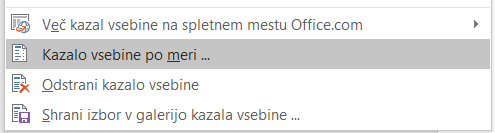 Več kazal vsebine na spletnem mestu Office.com
Kazalo vsebine po meri ...
Odstrani kazalo vsebine
Shrani izbor v galerijo kazala vsebine ...